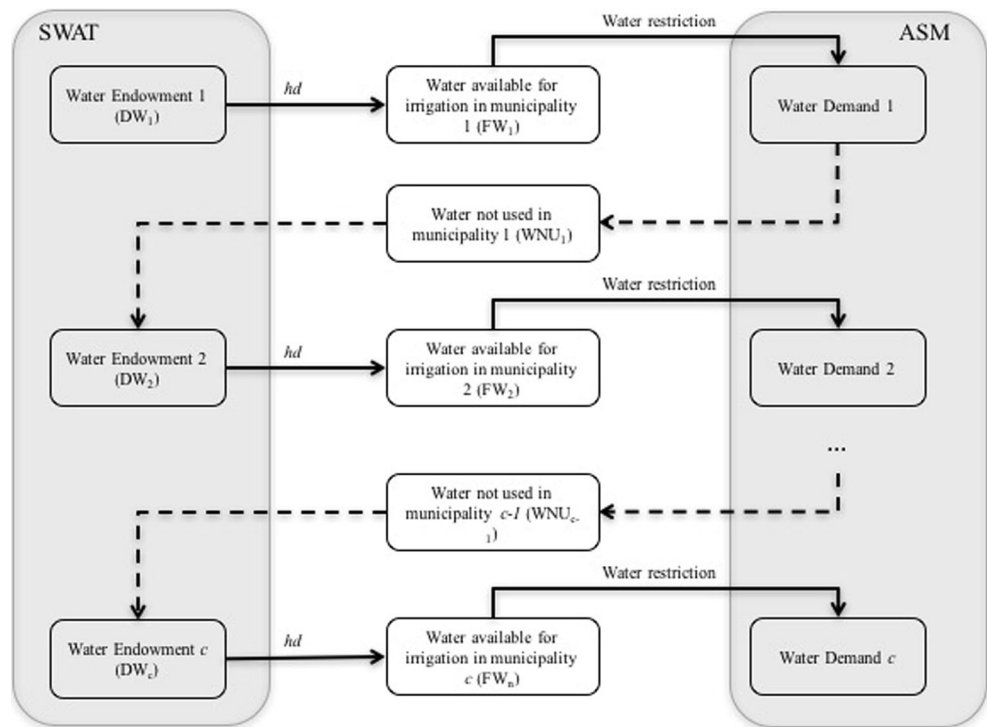 SWAT
ASM
Water restriction
Water Endowment 1
(DW₁)
hd
Water available for
irrigation in municipality
1 (FW₁)
Water Demand 1
Water not used in
municipality 1 (WNU₁)
Water restriction
Water Endowment 2
(DW₂)
hd
Water available for
irrigation in municipality
2 (FW₂)
Water Demand 2
...
Water not used in
municipality c-1 (WNUc-
1)
Water restriction
Water Endowment c
(DWc)
hd
Water available for
irrigation in municipality
c (FWn)
Water Demand c